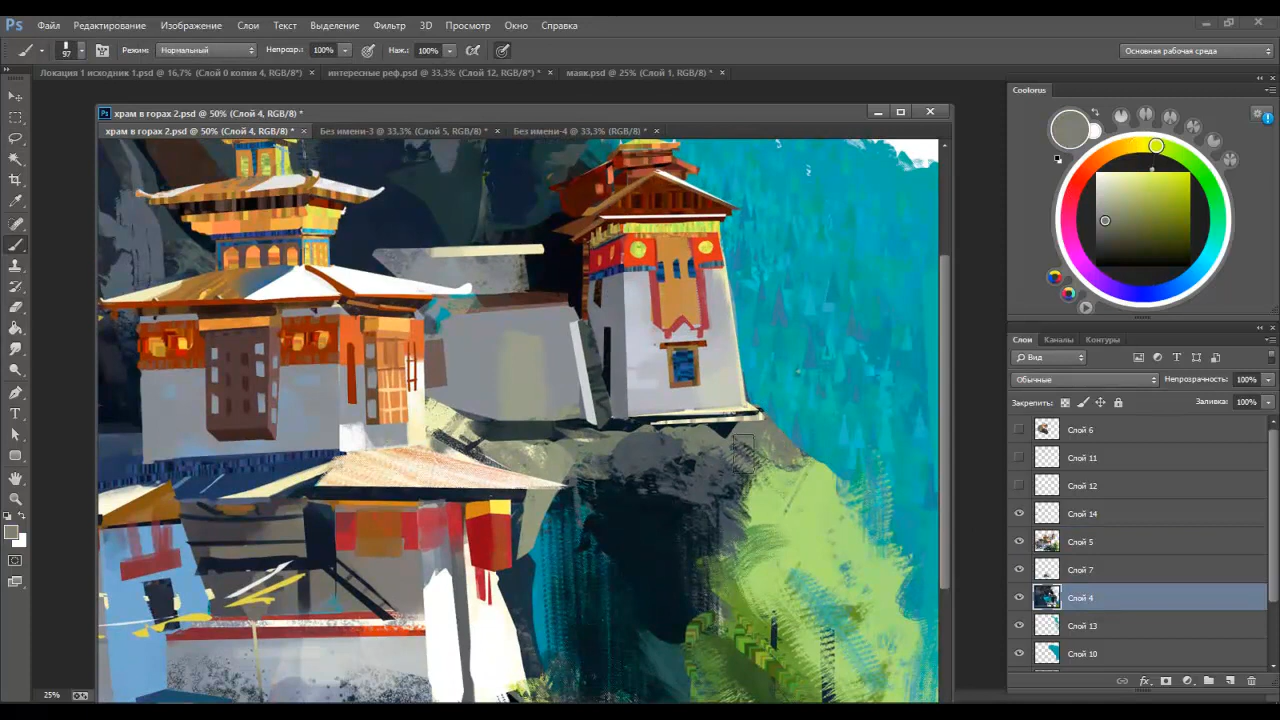 Ps Файл Редактирование Изображение Слои Текст Выделение Фильтр 3D Просмотр Окно Справка
97 Режим: Нормальный Непрозр.: 100% Наж.: 100% Основная рабочая среда
Локация 1 исходник 1.psd @ 16,7% (Слой 0 копия 4, RGB/8*) × интересные реф.psd @ 33,3% (Слой 12, RGB/8*) * × маяк.psd @ 25% (Слой 1, RGB/8*) ×
Coolorus
Ps храм в горах 2.psd @ 50% (Слой 4, RGB/8) *
храм в горах 2.psd @ 50% (Слой 4, RGB/8) * × Без имени-3 @ 33,3% (Слой 5, RGB/8) * × Без имени-4 @ 33,3% (RGB/8*) * ×
Слои Каналы Контуры
Вид
Обычные Непрозрачность: 100%
Закрепить: Заливка: 100%
Слой 6
Слой 11
Слой 12
Слой 14
Слой 5
Слой 7
Слой 4
Слой 13
Слой 10
25%
fx